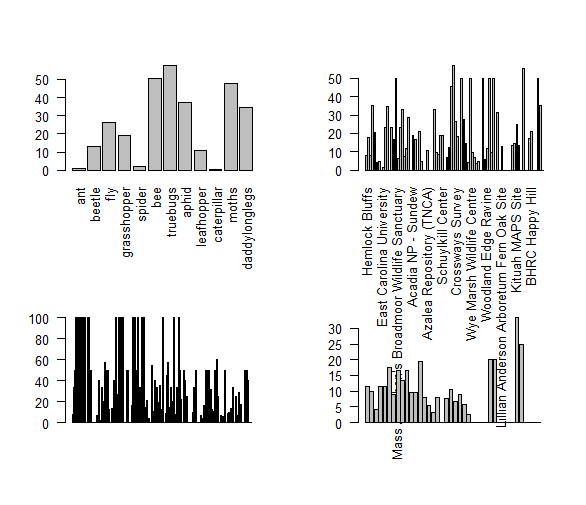 50
40
30
20
10
0
ant
beetle
fly
grasshopper
spider
bee
truebugs
aphid
leafhopper
caterpillar
moths
daddylonglegs
50
40
30
20
10
0
Hemlock Bluffs
East Carolina University
Broadmoor Wildlife Sanctuary
Acadia NP - Sundew
Azalea Repository (TNCA)
Schuylkill Center
Crossways Survey
Wye Marsh Wildlife Centre
Woodland Edge Ravine
Lillian Anderson Arboretum Fern Oak Site
Kituah MAPS Site
BHRC Happy Hill
100
80
60
40
20
0
30
25
20
15
10
5
0